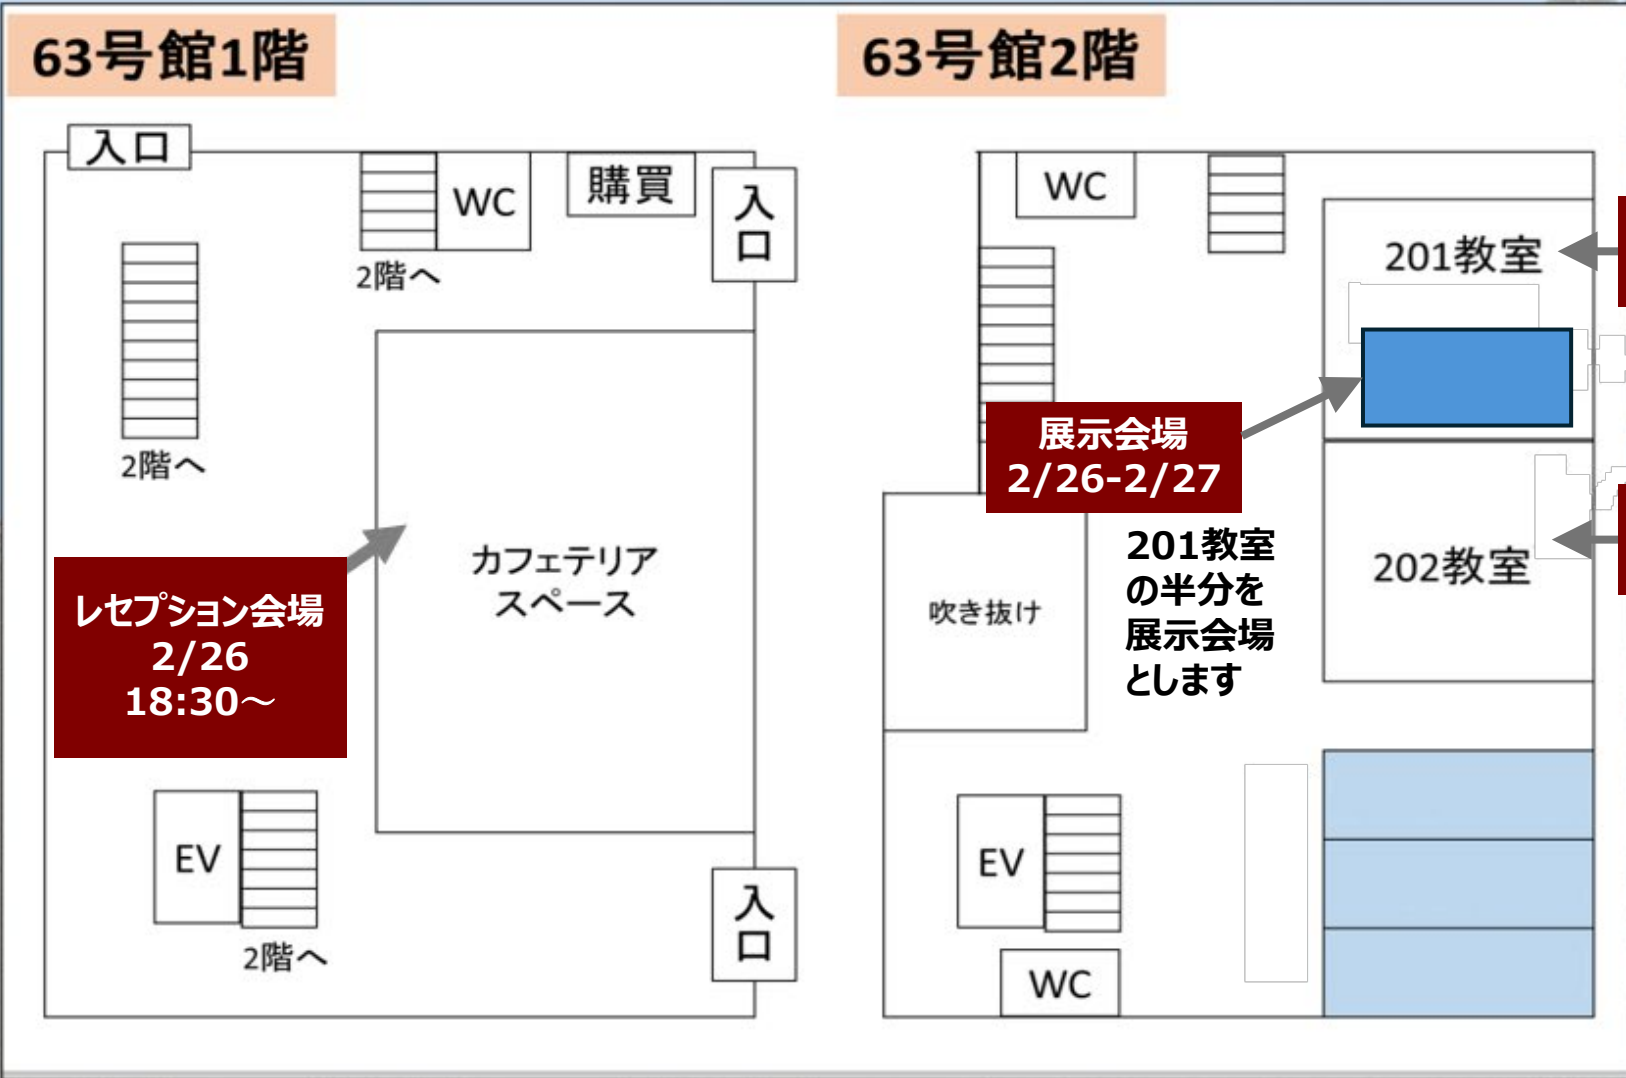 63号館1階
入口
WC
購買
入
口
2階へ
2階へ
カフェテリア
スペース
レセプション会場
2/26
18:30～
EV
2階へ
入
口
63号館2階
WC
201教室
展示会場
2/26-2/27
201教室
の半分を
展示会場
とします
202教室
吹き抜け
EV
WC